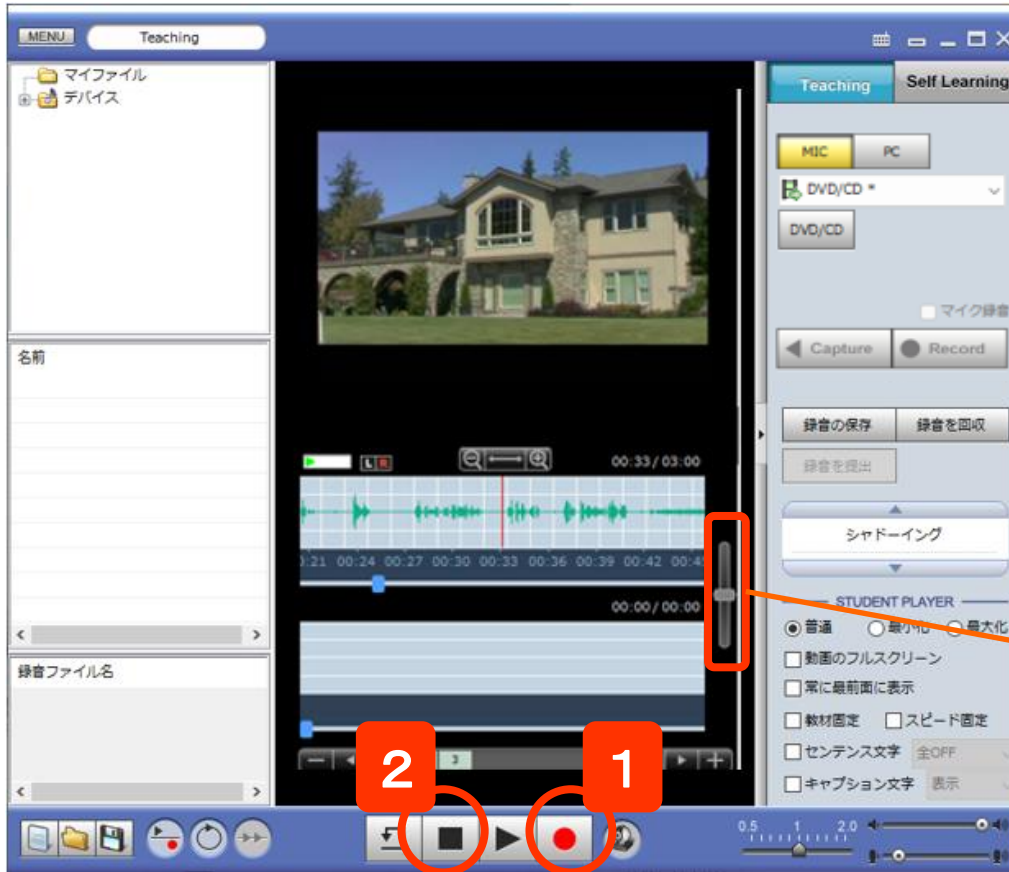 MENU Teaching
マイファイル
デバイス
Teaching Self Learning
MIC PC
DVD/CD *
DVD/CD
マイク録音
Capture Record
名前
録音の保存 録音を回収
録音を提出
L R 00:33 / 03:00
シャドーイング
00:24 00:27 00:30 00:33 00:36 00:39 00:42
STUDENT PLAYER
00:00 / 00:00
普通 最小化 最大化
録音ファイル名
動画のフルスクリーン
常に最前面に表示
教材固定 スピード固定
センテンス文字 全OFF
キャプション文字 表示
3
2 1
0.5 1 2.0